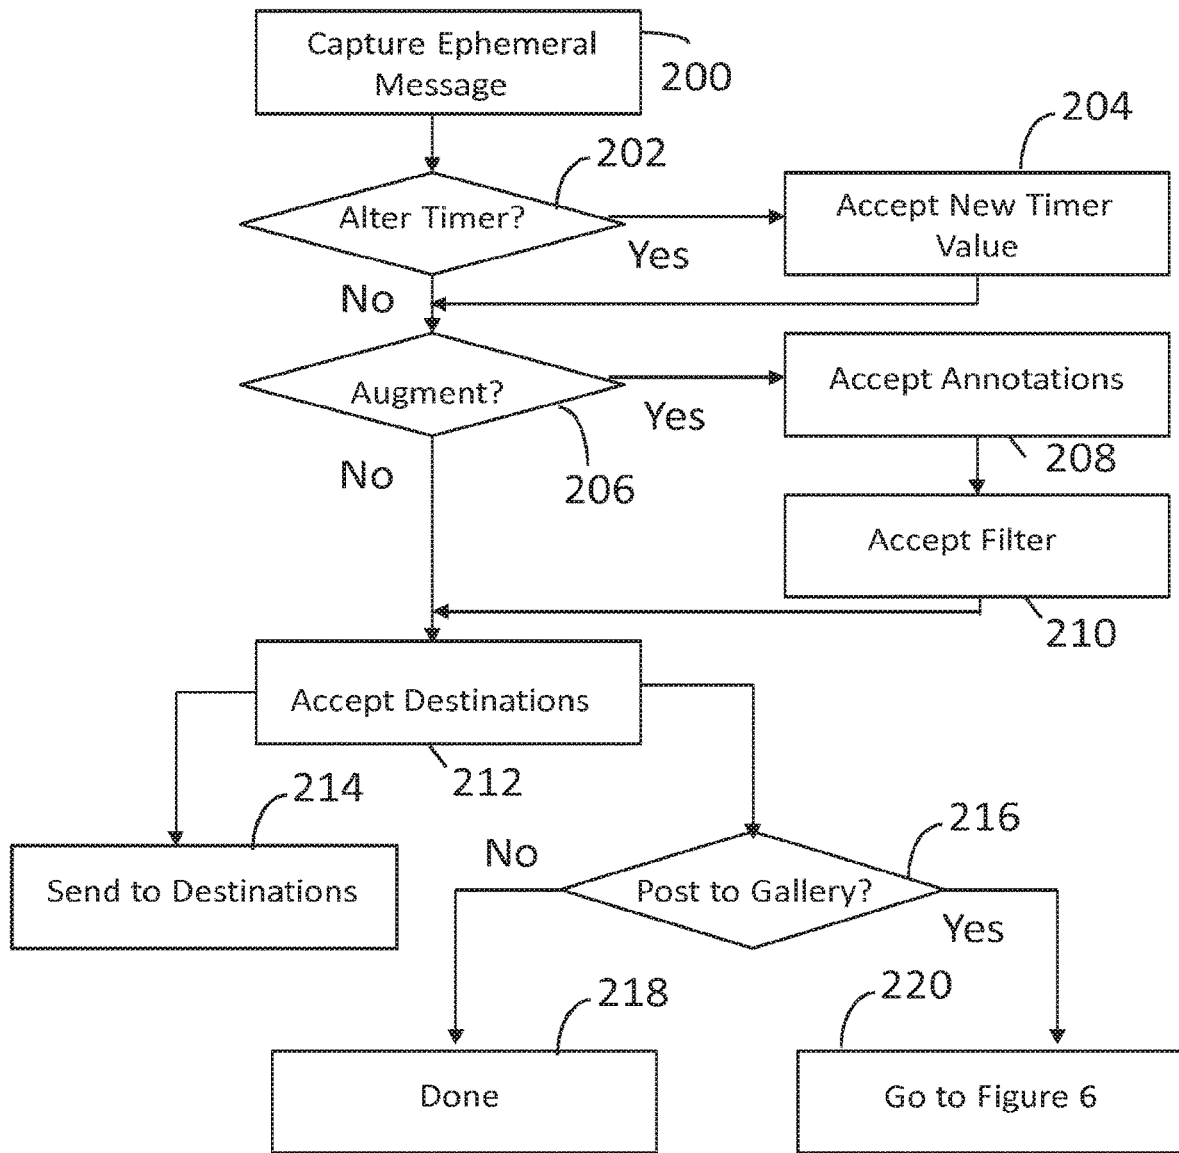 Capture Ephemeral
Message
200
202
204
Alter Timer?
Accept New Timer
Value
Yes
No
Augment?
Accept Annotations
Yes
No
206
208
Accept Filter
210
Accept Destinations
212
214
216
No
Send to Destinations
Post to Gallery?
Yes
218
220
Done
Go to Figure 6